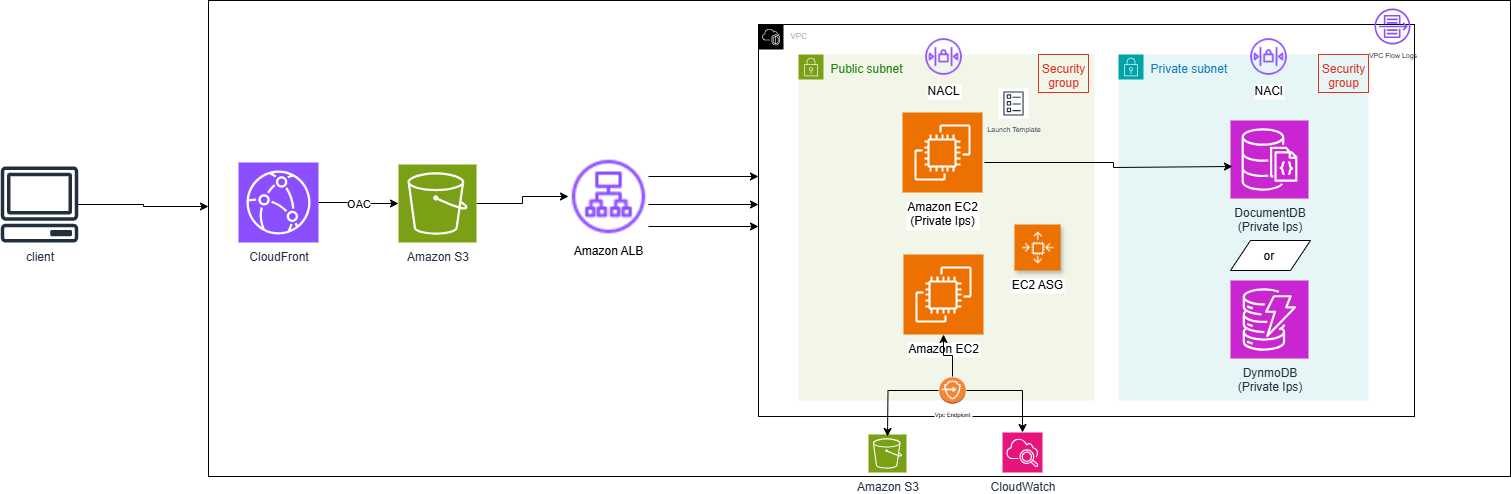 VPC
VPC Flow Logs
Public subnet
NACL
Security
group
Private subnet
NACl
Security
group
Launch Template
client
CloudFront
OAC
Amazon S3
Amazon ALB
Amazon EC2
(Private Ips)
EC2 ASG
Amazon EC2
DocumentDB
(Private Ips)
or
DynmoDB
(Private Ips)
Vpc Endpiont
Amazon S3
CloudWatch